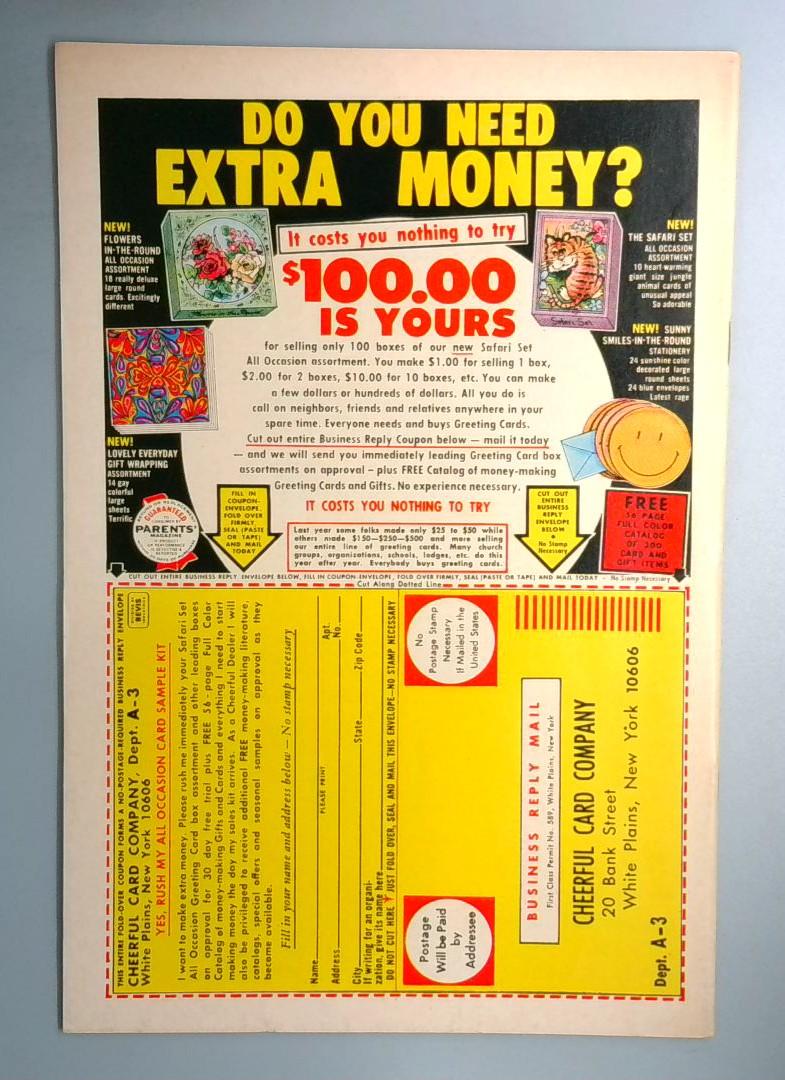 DO YOU NEED
EXTRA MONEY?
NEW!
FLOWERS
IN-THE-ROUND
ALL OCCASION
ASSORTMENT
18 really deluxe
large round
cards. Excitingly
different
It costs you nothing to try
NEW!
THE SAFARI SET
ALL OCCASION
ASSORTMENT
10 heart-warming
giant size jungle
animal cards of
unusual appeal
So adorable
Safari Set
$100.00
IS YOURS
for selling only 100 boxes of our new Safari Set
All Occasion assortment. You make $1.00 for selling 1 box,
$2.00 for 2 boxes, $10.00 for 10 boxes, etc. You can make
a few dollars or hundreds of dollars. All you do is
call on neighbors, friends and relatives anywhere in your
spare time. Everyone needs and buys Greeting Cards.
Cut out entire Business Reply Coupon below — mail it today
— and we will send you immediately leading Greeting Card box
assortments on approval – plus FREE Catalog of money-making
Greeting Cards and Gifts. No experience necessary.
IT COSTS YOU NOTHING TO TRY
NEW! SUNNY
SMILES-IN-THE-ROUND
STATIONERY
24 sunshine color
decorated large
round sheets
24 blue envelopes
Latest rage
NEW!
LOVELY EVERYDAY
GIFT WRAPPING
ASSORTMENT
14 gay
colorful
large
sheets
Terrific
GUARANTEED
PARENTS'
MAGAZINE
FILL IN
COUPON-
ENVELOPE,
FOLD OVER
FIRMLY,
SEAL (PASTE
OR TAPE)
AND MAIL
TODAY
Last year some folks made only $25 to $50 while
others made $150—$250—$500 and more selling
our entire line of greeting cards. Many church
groups, organizations, schools, lodges, etc. do this
year after year. Everybody buys greeting cards.
CUT OUT
ENTIRE
BUSINESS
REPLY
ENVELOPE
BELOW
No Stamp
Necessary
FREE
36 PAGE
FULL COLOR
CATALOG
OF 300
CARD AND
GIFT ITEMS
CUT OUT ENTIRE BUSINESS REPLY ENVELOPE BELOW, FILL IN COUPON-ENVELOPE, FOLD OVER FIRMLY, SEAL (PASTE OR TAPE) AND MAIL TODAY - No Stamp Necessary
Cut Along Dotted Line
THIS ENTIRE FOLD-OVER COUPON FORMS A NO-POSTAGE-REQUIRED BUSINESS REPLY ENVELOPE
CHEERFUL CARD COMPANY, Dept. A-3
White Plains, New York 10606
BEVIS
YES, RUSH MY ALL OCCASION CARD SAMPLE KIT
I want to make extra money. Please rush me immediately your Safari Set
All Occasion Greeting Card box assortment and other leading boxes
on approval for 30 day free trial plus FREE 36-page Full Color
Catalog of money-making Gifts and Cards and everything I need to start
making money the day my sales kit arrives. As a Cheerful Dealer I will
also be privileged to receive additional FREE money-making literature,
catalogs, special offers and seasonal samples on approval as they
become available.
Fill in your name and address below — No stamp necessary
Name
PLEASE PRINT
Address
Apt.
No.
City
State
Zip Code
If writing for an organi-
zation, give its name here
DO NOT CUT HERE JUST FOLD OVER, SEAL AND MAIL THIS ENVELOPE—NO STAMP NECESSARY
Postage
Will be Paid
by
Addressee
No
Postage Stamp
Necessary
If Mailed in the
United States
BUSINESS REPLY MAIL
First Class Permit No. 589, White Plains, New York
CHEERFUL CARD COMPANY
20 Bank Street
White Plains, New York 10606
Dept. A-3